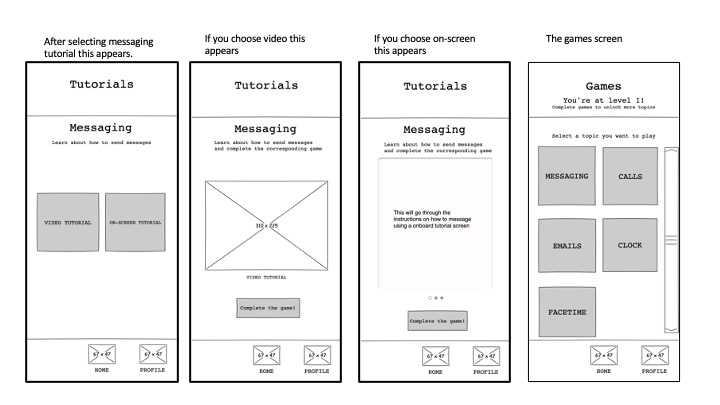 After selecting messaging
tutorial this appears.
Tutorials
Messaging
Learn about how to send messages
VIDEO TUTORIAL
ON-SCREEN TUTORIAL
67 x 47
HOME
67 x 47
PROFILE
If you choose video this
appears
Tutorials
Messaging
Learn about how to send messages
and complete the corresponding game
VIDEO TUTORIAL
Complete the game!
67 x 47
HOME
67 x 47
PROFILE
If you choose on-screen
this appears
Tutorials
Messaging
Learn about how to send messages
and complete the corresponding game
This will go through the
instructions on how to message
using a onboard tutorial screen
Complete the game!
67 x 47
HOME
67 x 47
PROFILE
The games screen
Games
You're at level 1!
Complete games to unlock more topics
Select a topic you want to play
MESSAGING
CALLS
EMAILS
CLOCK
FACETIME
67 x 47
HOME
67 x 47
PROFILE